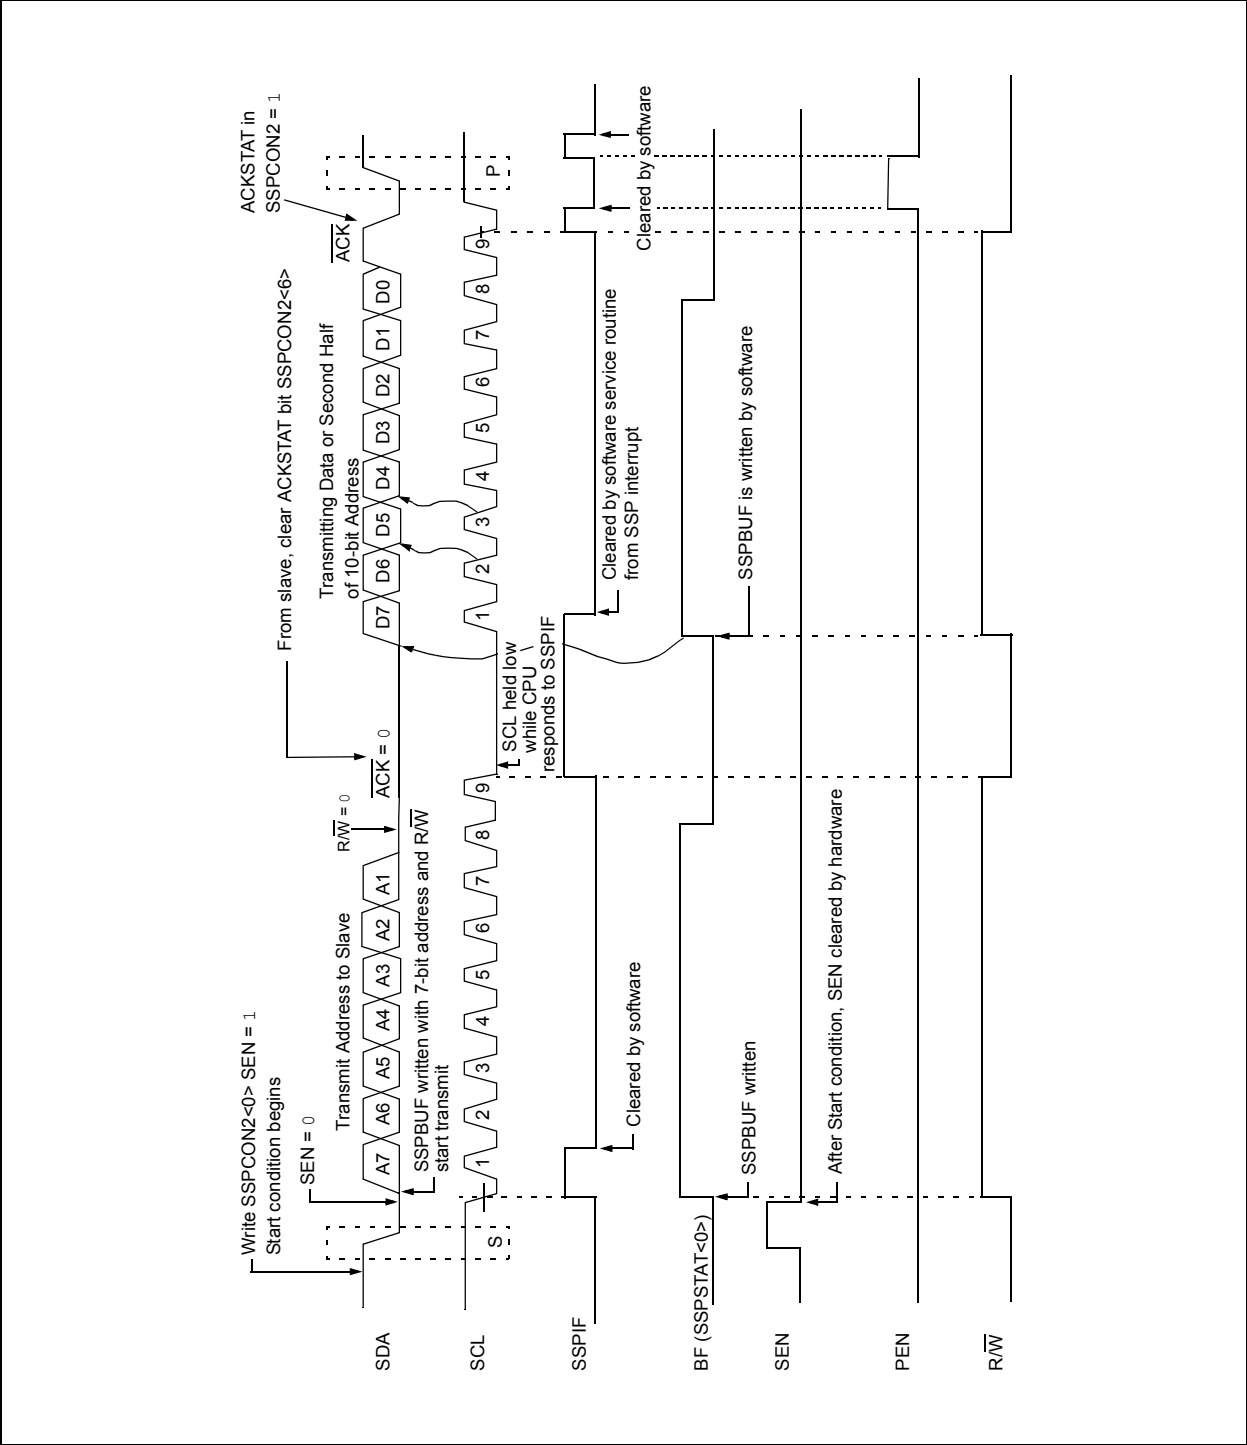 Write SSPCON2<0> SEN = 1
Start condition begins
SEN = 0
From slave, clear ACKSTAT bit SSPCON2<6>
ACKSTAT in
SSPCON2 = 1
Transmit Address to Slave
R/W = 0
ACK = 0
Transmitting Data or Second Half
of 10-bit Address
ACK
SDA
A7 A6 A5 A4 A3 A2 A1
D7 D6 D5 D4 D3 D2 D1 D0
SSPBUF written with 7-bit address and R/W
start transmit
SCL
S
1 2 3 4 5 6 7 8 9
1 2 3 4 5 6 7 8 9
P
SCL held low
while CPU
responds to SSPIF
SSPIF
Cleared by software
Cleared by software service routine
from SSP interrupt
Cleared by software
BF (SSPSTAT<0>)
SSPBUF written
SSPBUF is written by software
SEN
After Start condition, SEN cleared by hardware
PEN
R/W